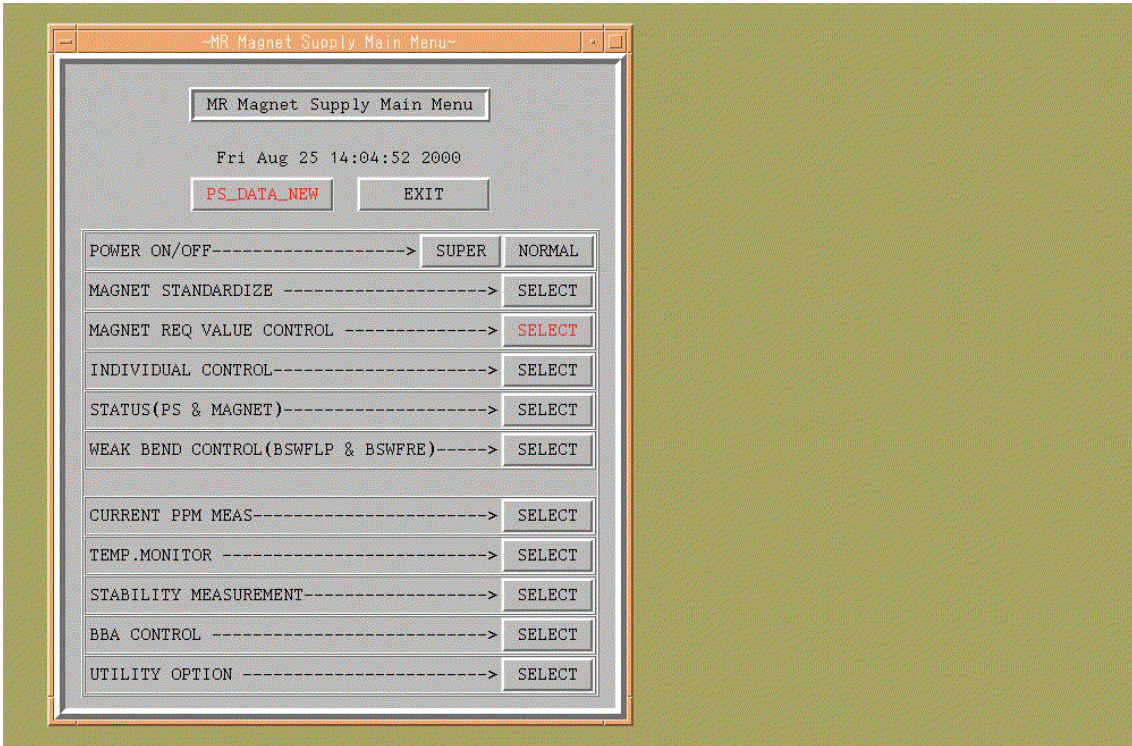 ~MR Magnet Supply Main Menu~
MR Magnet Supply Main Menu
Fri Aug 25 14:04:52 2000
PS_DATA_NEW EXIT
POWER ON/OFF-------------------> SUPER NORMAL
MAGNET STANDARDIZE --------------------> SELECT
MAGNET REQ VALUE CONTROL --------------> SELECT
INDIVIDUAL CONTROL---------------------> SELECT
STATUS(PS & MAGNET)--------------------> SELECT
WEAK BEND CONTROL(BSWFLP & BSWFRE)-----> SELECT
CURRENT PPM MEAS-----------------------> SELECT
TEMP.MONITOR --------------------------> SELECT
STABILITY MEASUREMENT------------------> SELECT
BBA CONTROL ---------------------------> SELECT
UTILITY OPTION ------------------------> SELECT